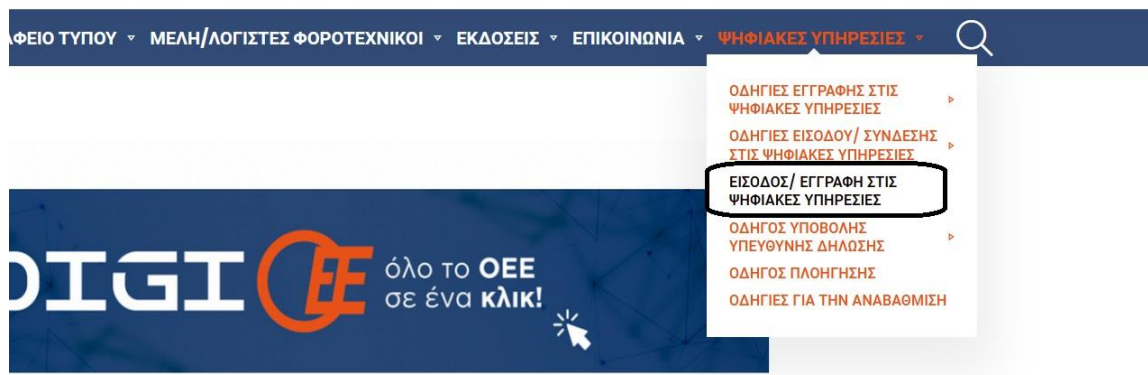 ΦΕΙΟ ΤΥΠΟΥ ΜΕΛΗ/ΛΟΓΙΣΤΕΣ ΦΟΡΟΤΕΧΝΙΚΟΙ ΕΚΔΟΣΕΙΣ ΕΠΙΚΟΙΝΩΝΙΑ ΨΗΦΙΑΚΕΣ ΥΠΗΡΕΣΙΕΣ
ΟΔΗΓΙΕΣ ΕΓΓΡΑΦΗΣ ΣΤΙΣ
ΨΗΦΙΑΚΕΣ ΥΠΗΡΕΣΙΕΣ
ΟΔΗΓΙΕΣ ΕΙΣΟΔΟΥ/ ΣΥΝΔΕΣΗΣ
ΣΤΙΣ ΨΗΦΙΑΚΕΣ ΥΠΗΡΕΣΙΕΣ
ΕΙΣΟΔΟΣ/ ΕΓΓΡΑΦΗ ΣΤΙΣ
ΨΗΦΙΑΚΕΣ ΥΠΗΡΕΣΙΕΣ
ΟΔΗΓΟΣ ΥΠΟΒΟΛΗΣ
ΥΠΕΥΘΥΝΗΣ ΔΗΛΩΣΗΣ
ΟΔΗΓΟΣ ΠΛΟΗΓΗΣΗΣ
ΟΔΗΓΙΕΣ ΓΙΑ ΤΗΝ ΑΝΑΒΑΘΜΙΣΗ
DIGI ΟΕΕ
όλο το ΟΕΕ
σε ένα κλικ!